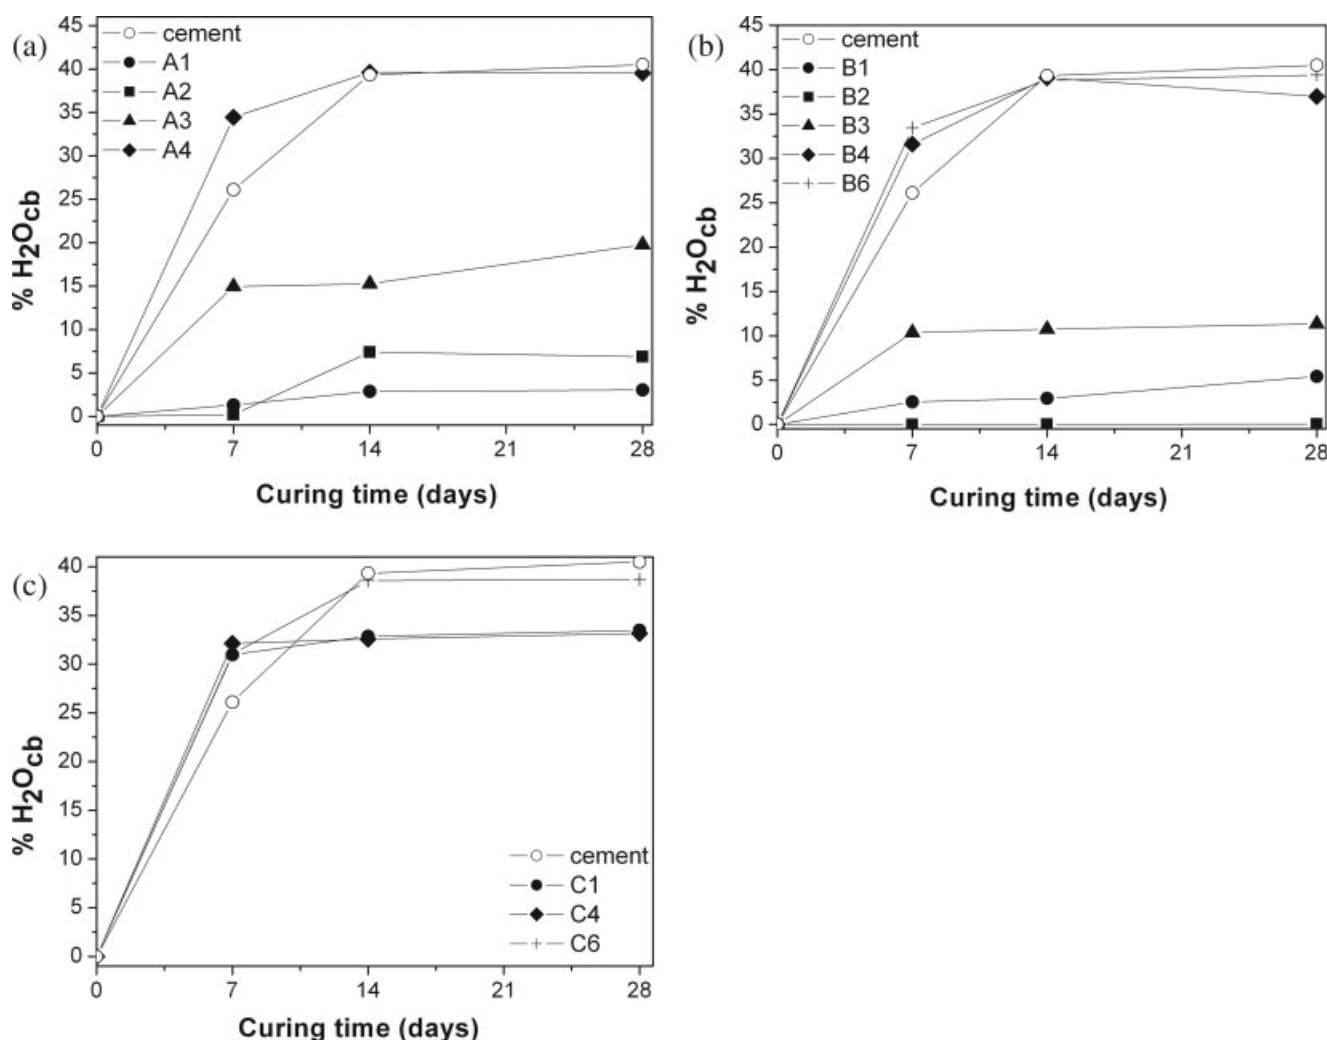 (a)
cement
A1
A2
A3
A4
45
40
35
30
25
20
15
10
5
0
% H2Ocb
0 7 14 21 28
Curing time (days)
(b)
cement
B1
B2
B3
B4
B6
45
40
35
30
25
20
15
10
5
0
% H2Ocb
0 7 14 21 28
Curing time (days)
(c)
40
35
30
25
20
15
10
5
0
% H2Ocb
cement
C1
C4
C6
0 7 14 21 28
Curing time (days)